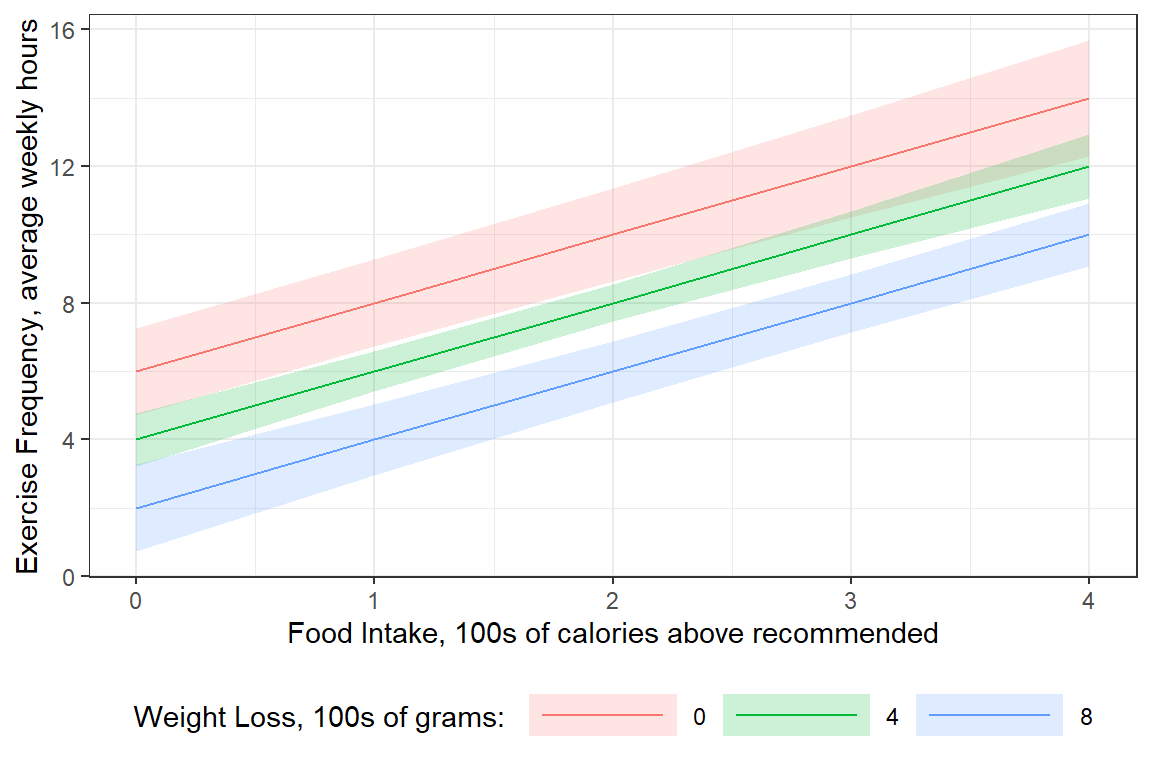 Exercise Frequency, average weekly hours
16
12
8
4
0
0 1 2 3 4
Food Intake, 100s of calories above recommended
Weight Loss, 100s of grams: 0 4 8